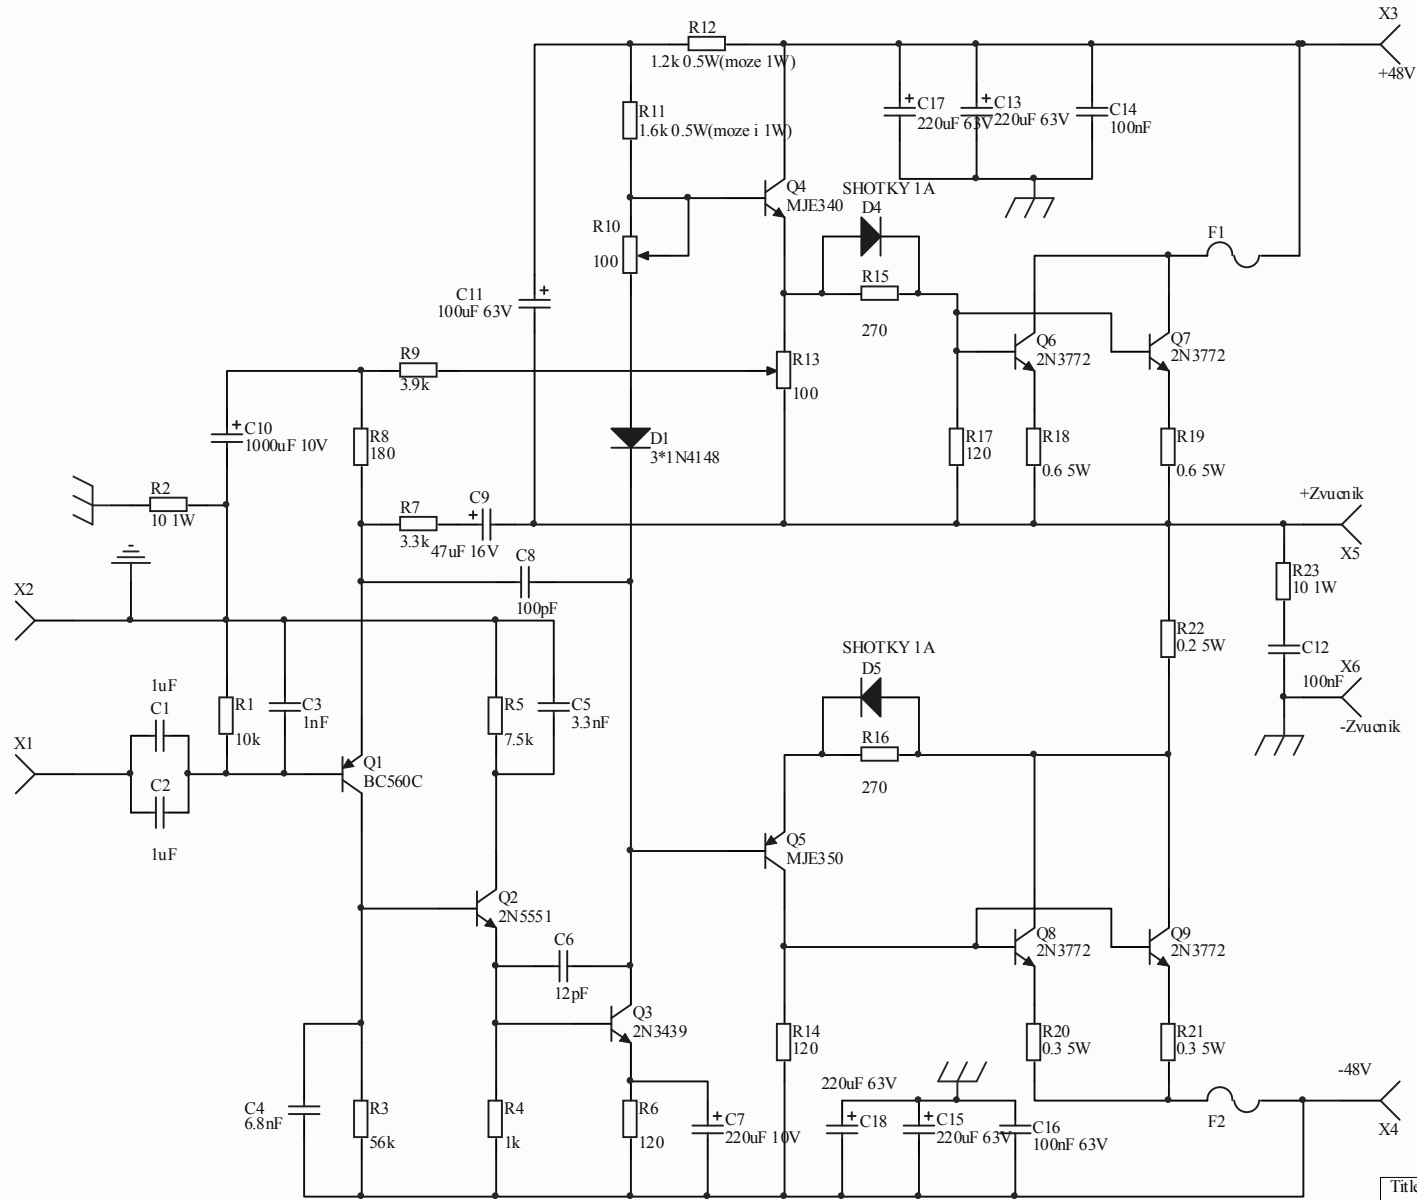 X3
R12
1.2k 0.5W(moze 1W)
+48V
R11
1.6k 0.5W(moze i 1W)
C17
220uF 63V
C13
220uF 63V
C14
100nF
Q4
MJE340
SHOTKY 1A
D4
R10
100
F1
R15
270
C11
100uF 63V
Q6
2N3772
Q7
2N3772
R9
3.9k
R13
100
C10
1000uF 10V
R8
180
D1
3*1N4148
R17
120
R18
0.6 5W
R19
0.6 5W
R2
10 1W
R7
3.3k
C9
47uF 16V
+Zvucnik
X5
C8
100pF
R23
10 1W
X2
R22
0.2 5W
C12
100nF
X6
-Zvucnik
SHOTKY 1A
D5
1uF
C1
R1
10k
C3
1nF
R5
7.5k
C5
3.3nF
R16
270
X1
C2
1uF
Q1
BC560C
Q5
MJE350
Q2
2N5551
Q8
2N3772
Q9
2N3772
C6
12pF
Q3
2N3439
R14
120
R20
0.3 5W
R21
0.3 5W
-48V
X4
220uF 63V
F2
C4
6.8nF
R3
56k
R4
1k
R6
120
C7
220uF 10V
C18
C15
220uF 63V
C16
100nF 63V
Title